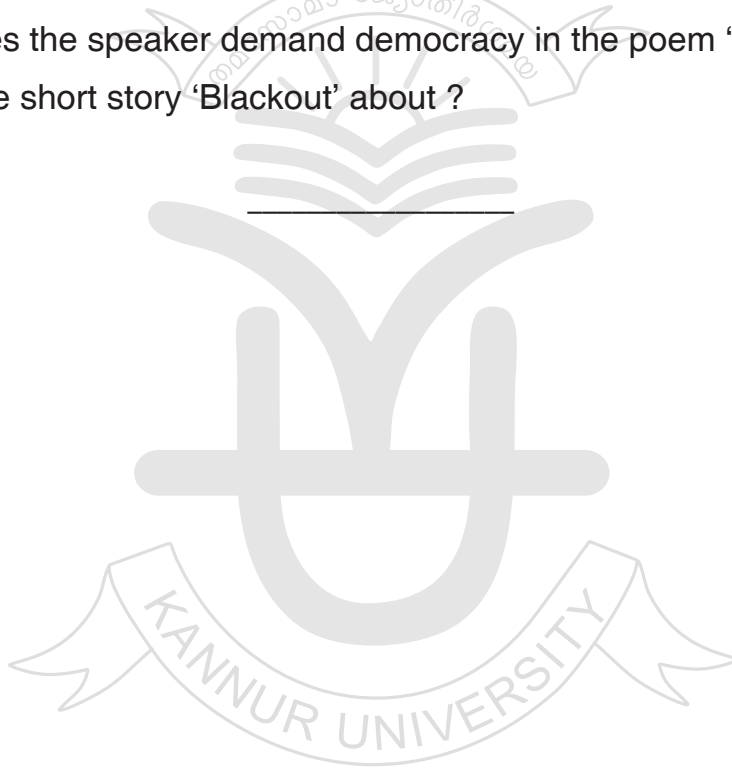 es the speaker demand democracy in the poem ‘
e short story ‘Blackout’ about ?
KANNUR UNIVERSITY